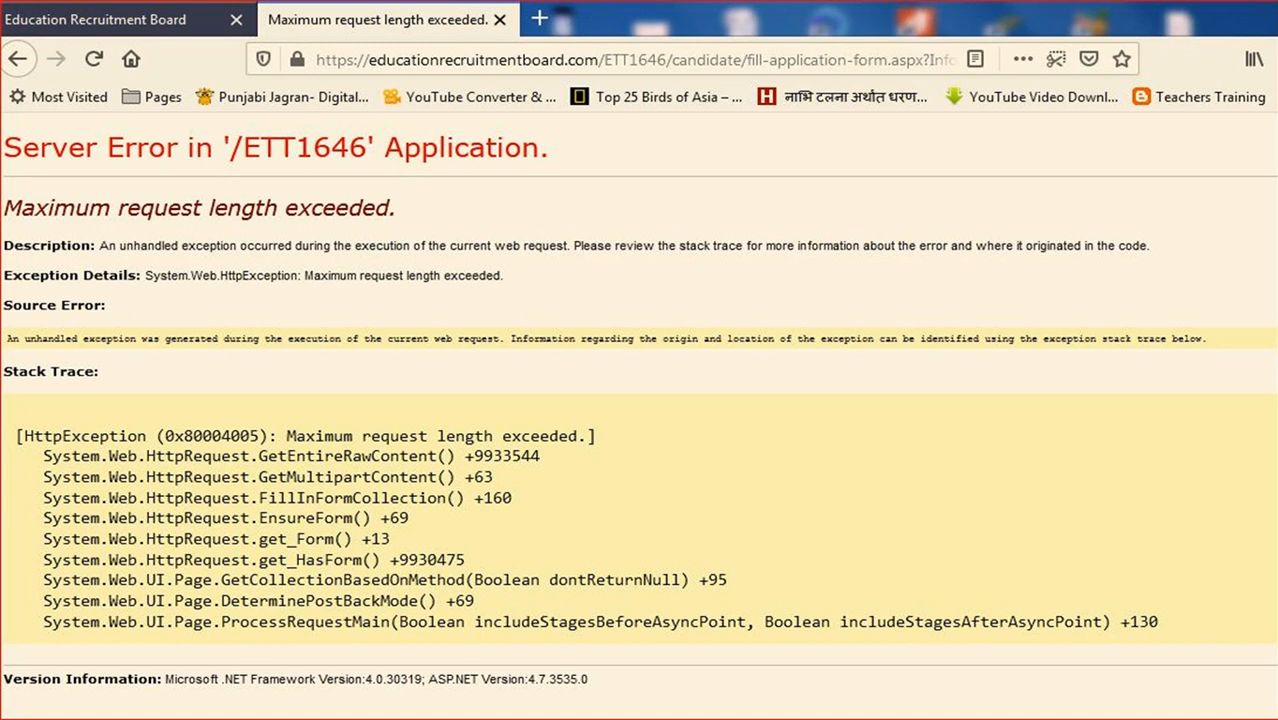 Education Recruitment Board
Maximum request length exceeded.
https://educationrecruitmentboard.com/ETT1646/candidate/fill-application-form.aspx?Info
Most Visited Pages Punjabi Jagran- Digital... YouTube Converter & ... Top 25 Birds of Asia – ... H नाभि टलना अर्थात धरण... YouTube Video Downl... Teachers Training
Server Error in '/ETT1646' Application.
Maximum request length exceeded.
Description: An unhandled exception occurred during the execution of the current web request. Please review the stack trace for more information about the error and where it originated in the code.
Exception Details: System.Web.HttpException: Maximum request length exceeded.
Source Error:
An unhandled exception was generated during the execution of the current web request. Information regarding the origin and location of the exception can be identified using the exception stack trace below.
Stack Trace:
[HttpException (0x80004005): Maximum request length exceeded.]
System.Web.HttpRequest.GetEntireRawContent() +9933544
System.Web.HttpRequest.GetMultipartContent() +63
System.Web.HttpRequest.FillInFormCollection() +160
System.Web.HttpRequest.EnsureForm() +69
System.Web.HttpRequest.get_Form() +13
System.Web.HttpRequest.get_HasForm() +9930475
System.Web.UI.Page.GetCollectionBasedOnMethod(Boolean dontReturnNull) +95
System.Web.UI.Page.DeterminePostBackMode() +69
System.Web.UI.Page.ProcessRequestMain(Boolean includeStagesBeforeAsyncPoint, Boolean includeStagesAfterAsyncPoint) +130
Version Information: Microsoft .NET Framework Version:4.0.30319; ASP.NET Version:4.7.3535.0